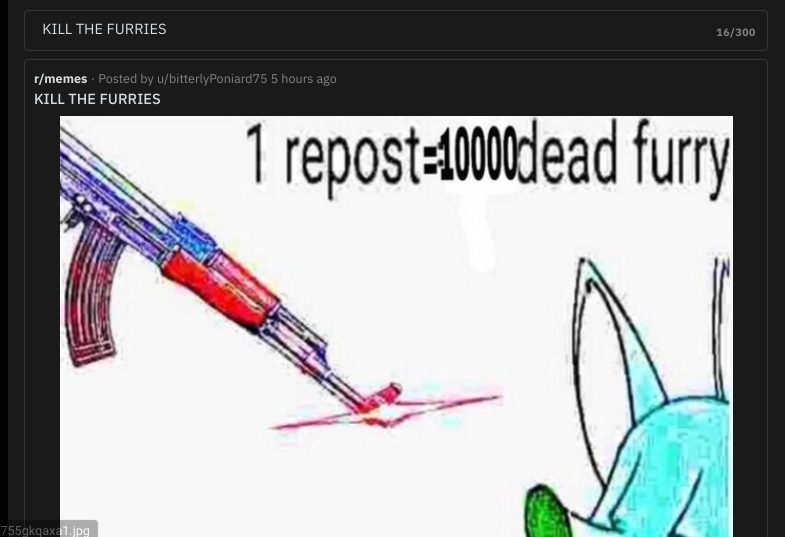 KILL THE FURRIES
16/300
r/memes · Posted by u/bitterlyPoniard75 5 hours ago
KILL THE FURRIES
1 repost=10000dead furry
755gkqaxa1.jpg